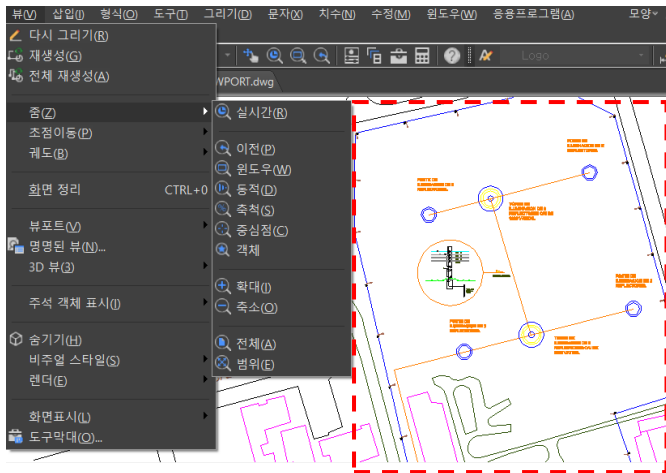 뷰(V) 삽입(I) 형식(O) 도구(T) 그리기(D) 문자(X) 치수(N) 수정(M) 윈도우(W) 응용프로그램(A) 모양
다시 그리기(R)
재생성(G)
전체 재생성(A)
Logo
VPORT.dwg
줌(Z)
초점이동(P)
궤도(B)
화면 정리 CTRL+0
뷰포트(V)
명명된 뷰(N)...
3D 뷰(3)
주석 객체 표시(I)
숨기기(H)
비주얼 스타일(S)
렌더(E)
화면표시(L)
도구막대(O)...
실시간(R)
이전(P)
윈도우(W)
동적(D)
축척(S)
중심점(C)
객체
확대(I)
축소(O)
전체(A)
범위(E)